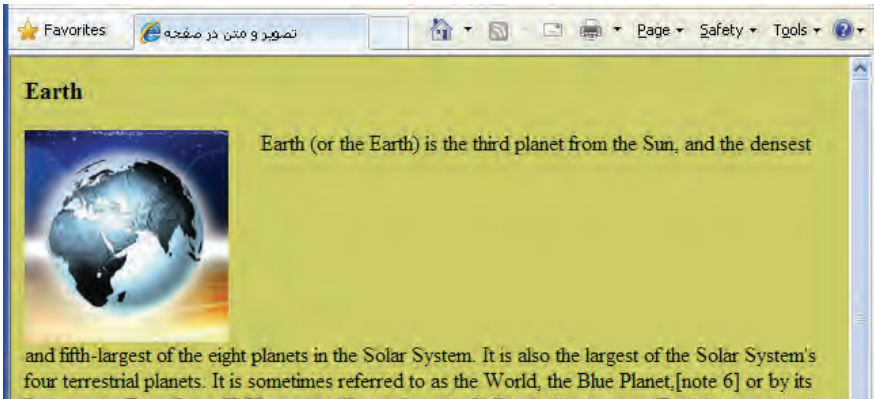 Favorites تصویر و متن در صفحه Page Safety Tools
Earth
Earth (or the Earth) is the third planet from the Sun, and the densest
and fifth-largest of the eight planets in the Solar System. It is also the largest of the Solar System's
four terrestrial planets. It is sometimes referred to as the World, the Blue Planet,[note 6] or by its